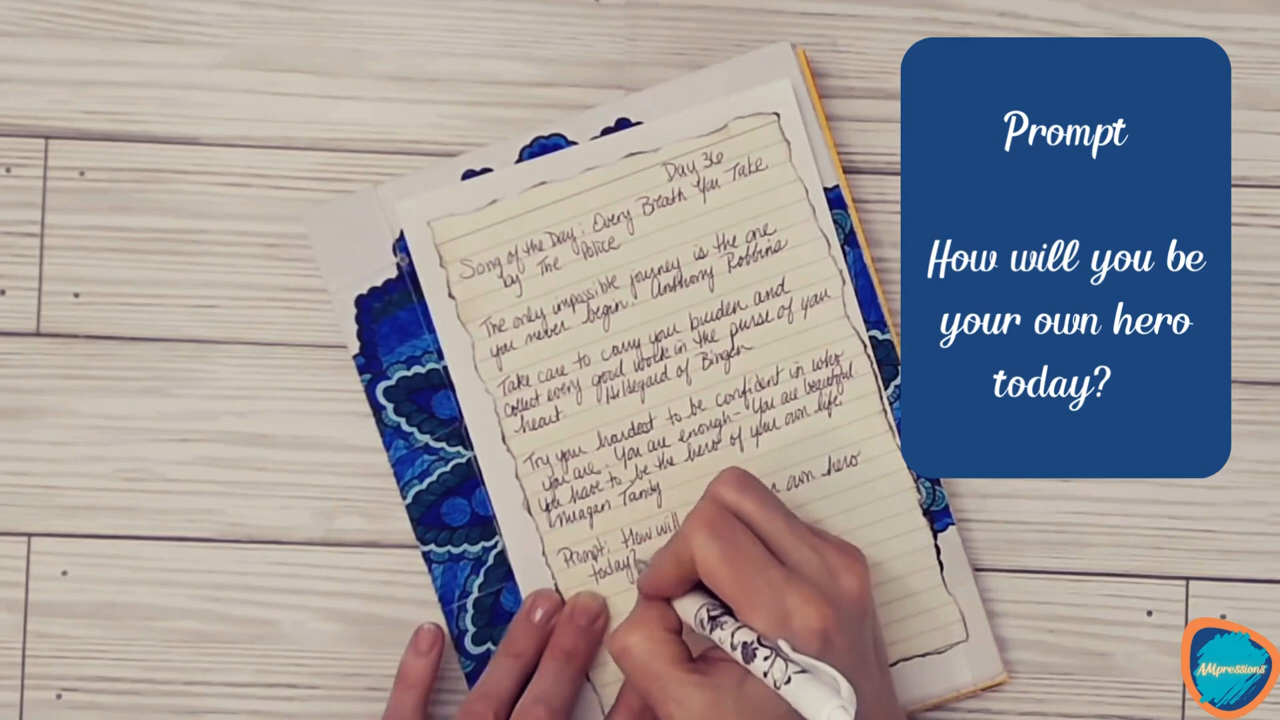 Day 36
Song of the Day: Every Breath You Take
by The Police
The only impossible journey is the one
you never begin. Anthony Robbins
Take care to carry your burden and
collect every good work in the purse of your
heart. Hildegard of Bingen
Try your hardest to be confident in who
you are. You are enough- You are beautiful.
You have to be the hero of your own life!
Meagan Tandy
Prompt: How will own hero
today?
Prompt
How will you be
your own hero
today?
AMpressions